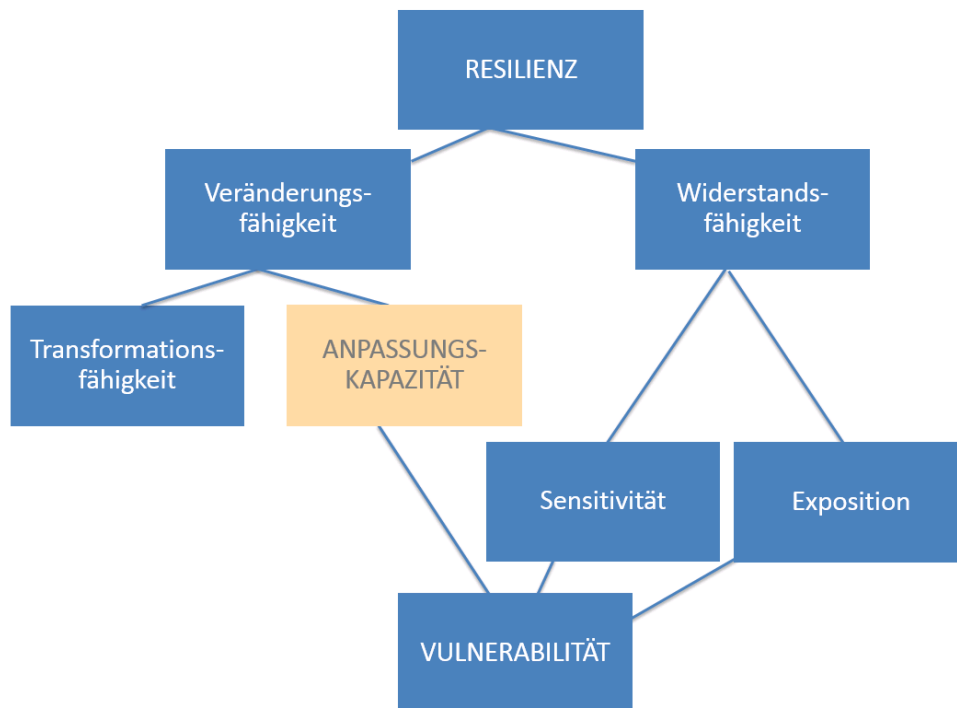 RESILIENZ
Veränderungs-
fähigkeit
Widerstands-
fähigkeit
Transformations-
fähigkeit
ANPASSUNGS-
KAPAZITÄT
Sensitivität
Exposition
VULNERABILITÄT